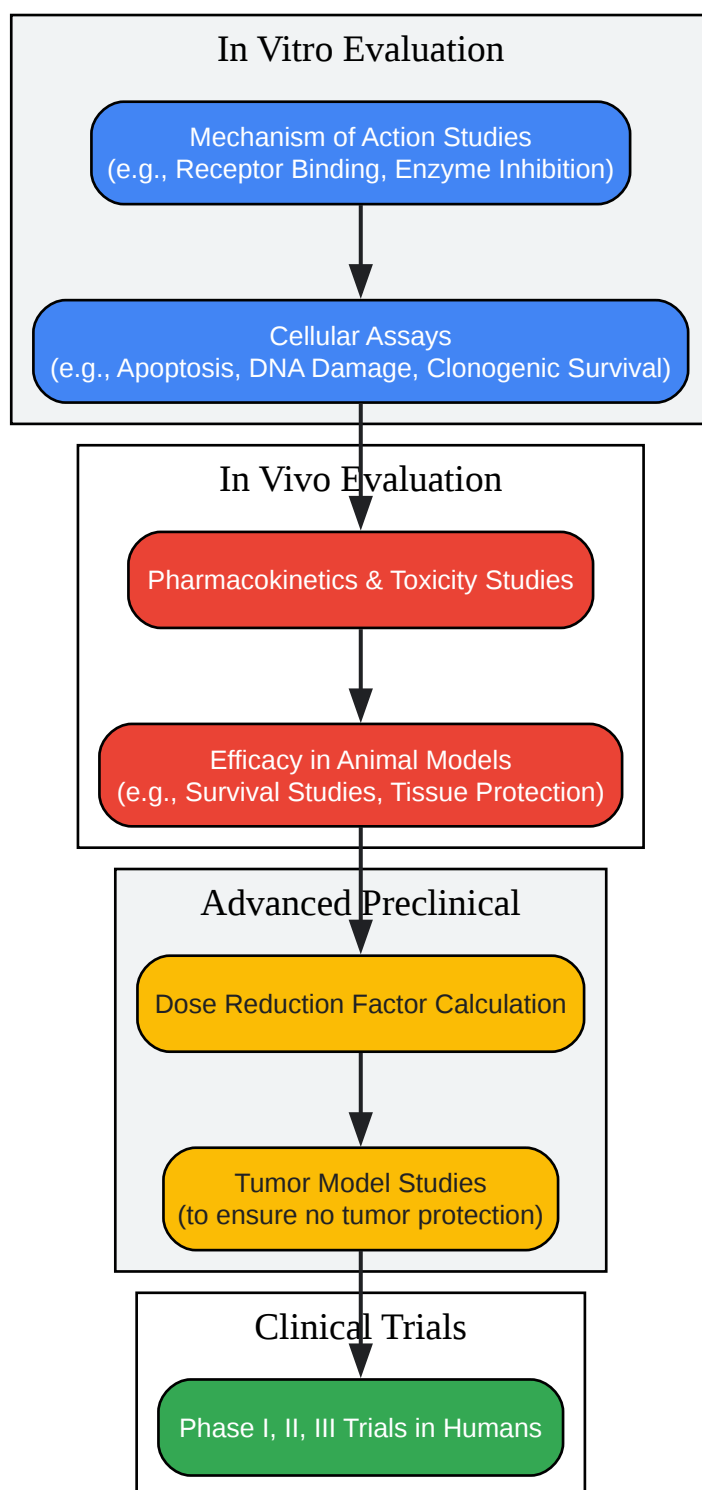 In Vitro Evaluation
Mechanism of Action Studies
(e.g., Receptor Binding, Enzyme Inhibition)
Cellular Assays
(e.g., Apoptosis, DNA Damage, Clonogenic Survival)
In Vivo Evaluation
Pharmacokinetics & Toxicity Studies
Efficacy in Animal Models
(e.g., Survival Studies, Tissue Protection)
Advanced Preclinical
Dose Reduction Factor Calculation
Tumor Model Studies
(to ensure no tumor protection)
Clinical Trials
Phase I, II, III Trials in Humans